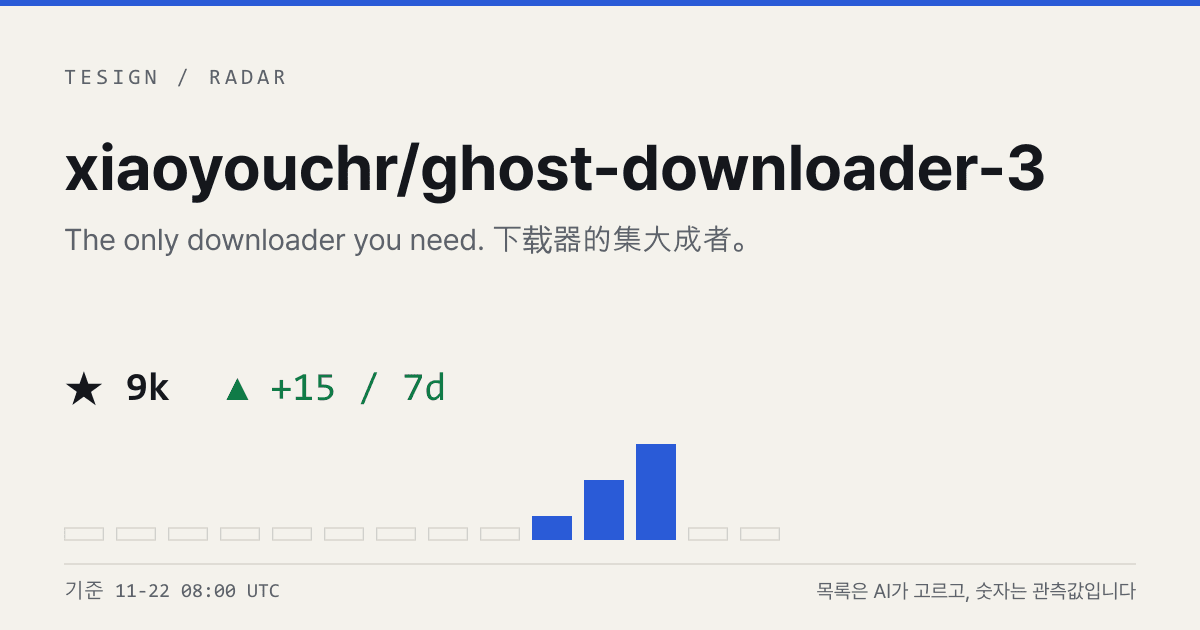 TESIGN / RADAR
xiaoyouchr/ghost-downloader-3
The only downloader you need. 下载器的集大成者。
★ 9k ▲ +15 / 7d
기준 11-22 08:00 UTC
목록은 AI가 고르고, 숫자는 관측값입니다